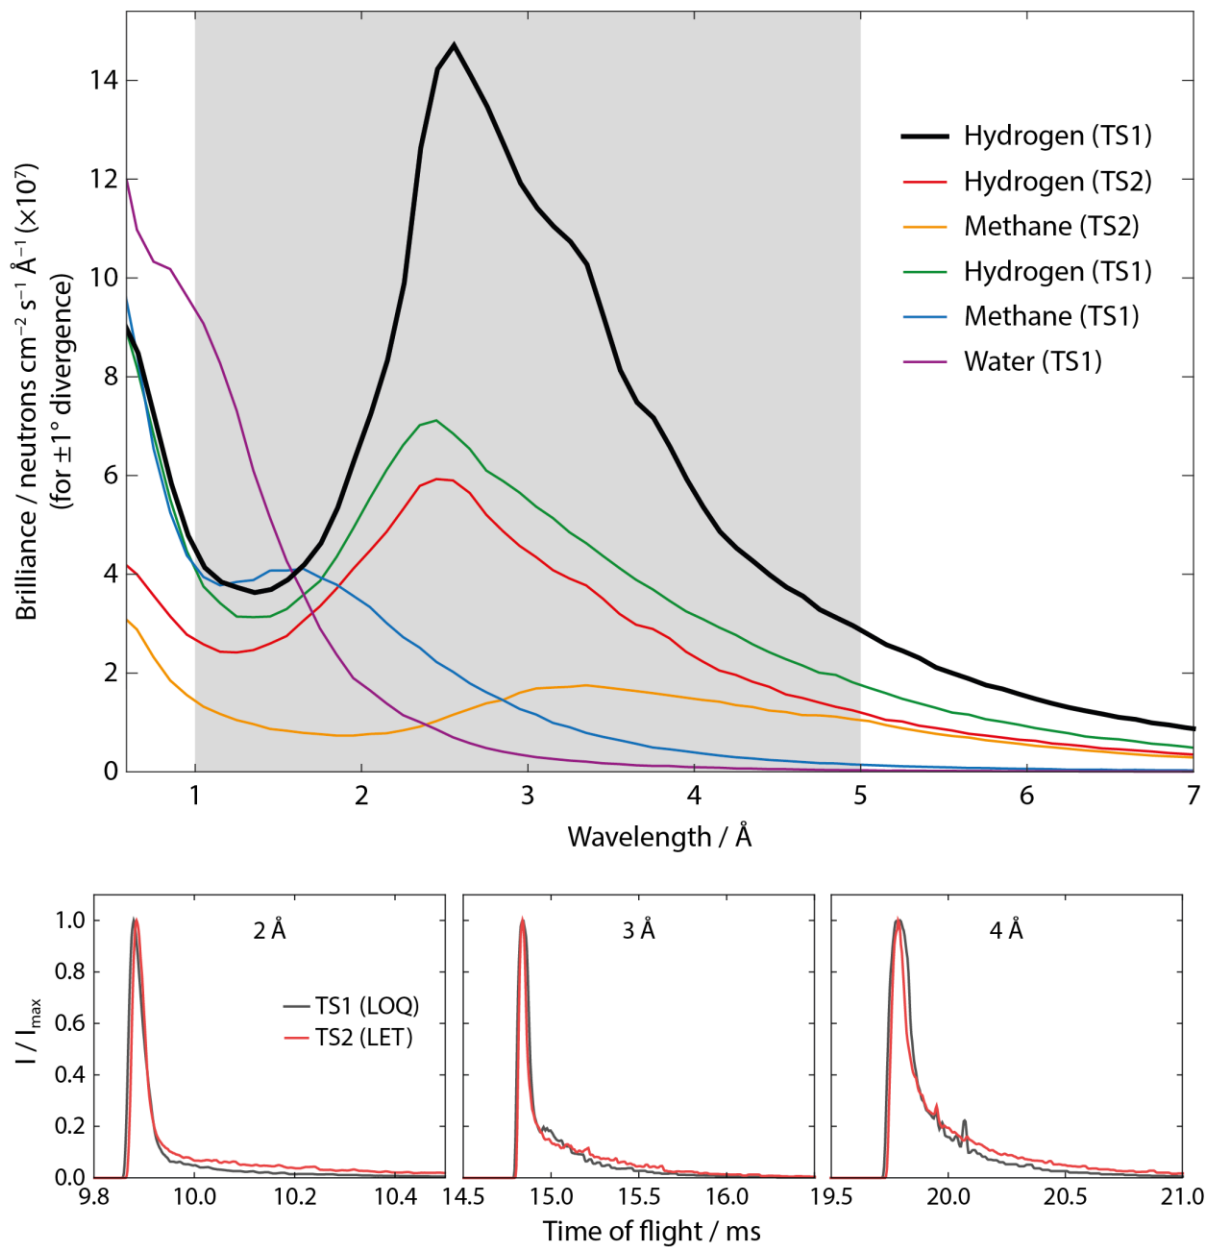 14
12
10
8
6
4
2
0
Brilliance / neutrons cm⁻² s⁻¹ Å⁻¹ (×10⁷)
(for ±1° divergence)
Hydrogen (TS1)
Hydrogen (TS2)
Methane (TS2)
Hydrogen (TS1)
Methane (TS1)
Water (TS1)
1 2 3 4 5 6 7
Wavelength / Å
1.0
0.8
0.6
0.4
0.2
0.0
I / Imax
2 Å
TS1 (LOQ)
TS2 (LET)
3 Å
4 Å
9.8 10.0 10.2 10.4 14.5 15.0 15.5 16.0 19.5 20.0 20.5 21.0
Time of flight / ms